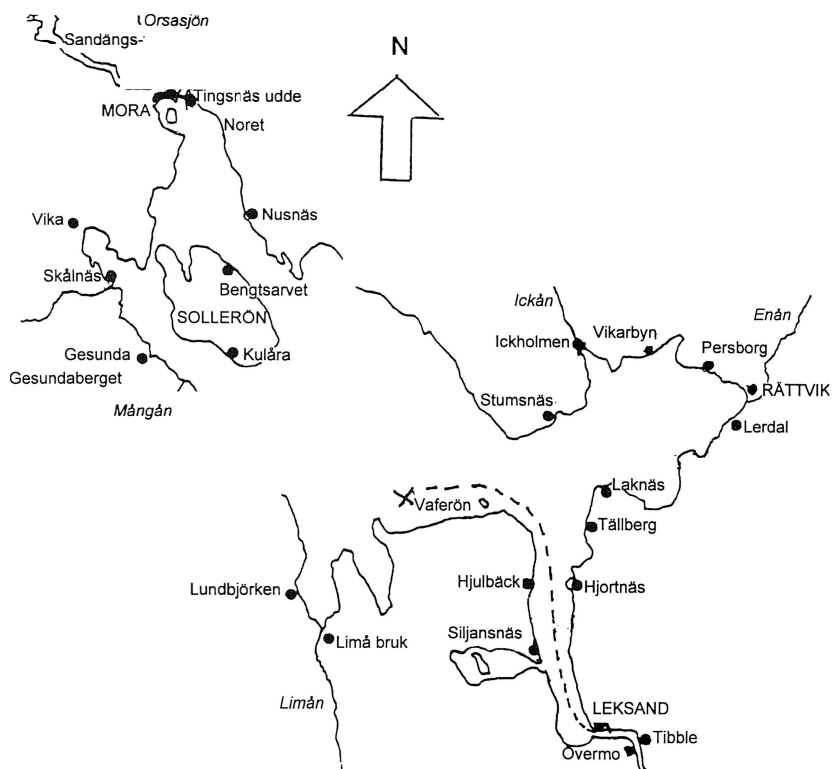 Orsasjön
Sandängs-
N
Tingsnäs udde
MORA
Noret
Nusnäs
Vika
Skålnäs
Bengtsarvet
Ickån
SOLLERÖN
Enån
Vikarbyn
Ickholmen
Persborg
Gesunda
Kulåra
Gesundaberget
RÄTTVIK
Stumsnäs
Mångån
Lerdal
Laknäs
Vaferön
Tällberg
Hjulbäck
Hjortnäs
Lundbjörken
Siljansnäs
Limå bruk
Limån
LEKSAND
Tibble
Övermo